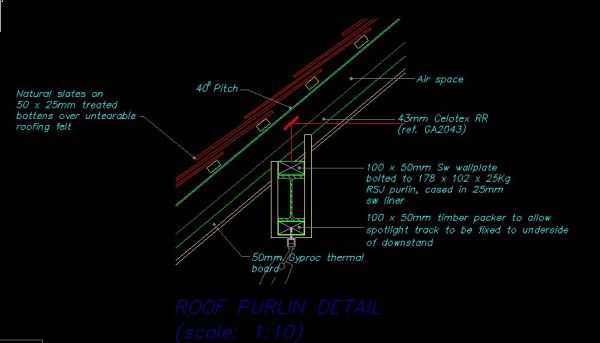 Natural slates on
50 x 25mm treated
battens over untearable
roofing felt
40° Pitch
Air space
43mm Celotex RR
(ref. GA2043)
100 x 50mm Sw wallplate
bolted to 178 x 102 x 25Kg
RSJ purlin, cased in 25mm
sw liner
100 x 50mm timber packer to allow
spotlight track to be fixed to underside
of downstand
50mm Gyproc thermal
board
ROOF PURLIN DETAIL
(scale: 1:10)